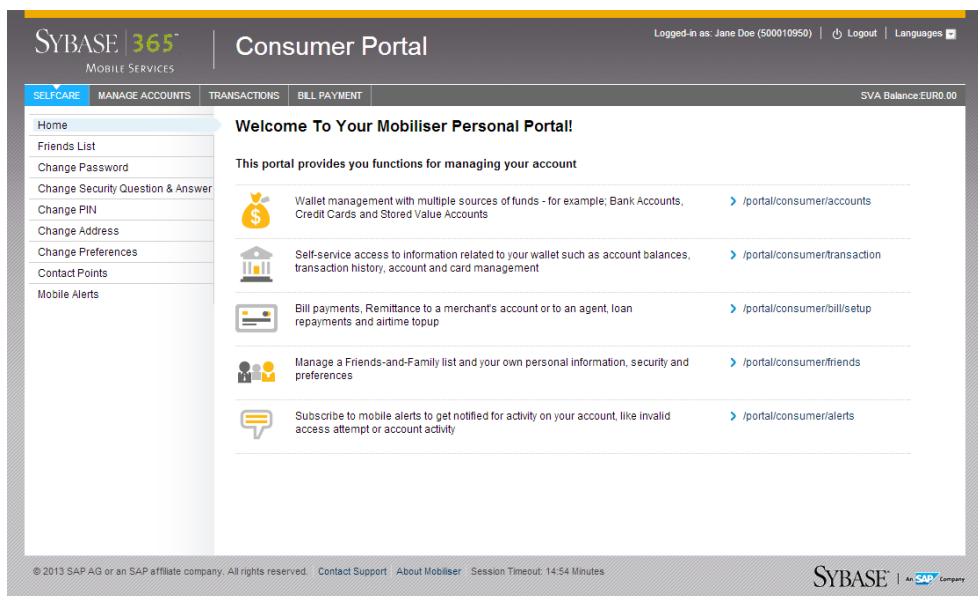 SYBASE 365™
MOBILE SERVICES
Consumer Portal
Logged-in as: Jane Doe (500010950) | Logout | Languages
SELFCARE MANAGE ACCOUNTS TRANSACTIONS BILL PAYMENT SVA Balance:EUR0.00
Home
Friends List
Change Password
Change Security Question & Answer
Change PIN
Change Address
Change Preferences
Contact Points
Mobile Alerts
Welcome To Your Mobiliser Personal Portal!
This portal provides you functions for managing your account
Wallet management with multiple sources of funds - for example; Bank Accounts,
Credit Cards and Stored Value Accounts
/portal/consumer/accounts
Self-service access to information related to your wallet such as account balances,
transaction history, account and card management
/portal/consumer/transaction
Bill payments, Remittance to a merchant's account or to an agent, loan
repayments and airtime topup
/portal/consumer/bill/setup
Manage a Friends-and-Family list and your own personal information, security and
preferences
/portal/consumer/friends
Subscribe to mobile alerts to get notified for activity on your account, like invalid
access attempt or account activity
/portal/consumer/alerts
© 2013 SAP AG or an SAP affiliate company. All rights reserved. | Contact Support | About Mobiliser | Session Timeout: 14:54 Minutes
SYBASE | An SAP Company